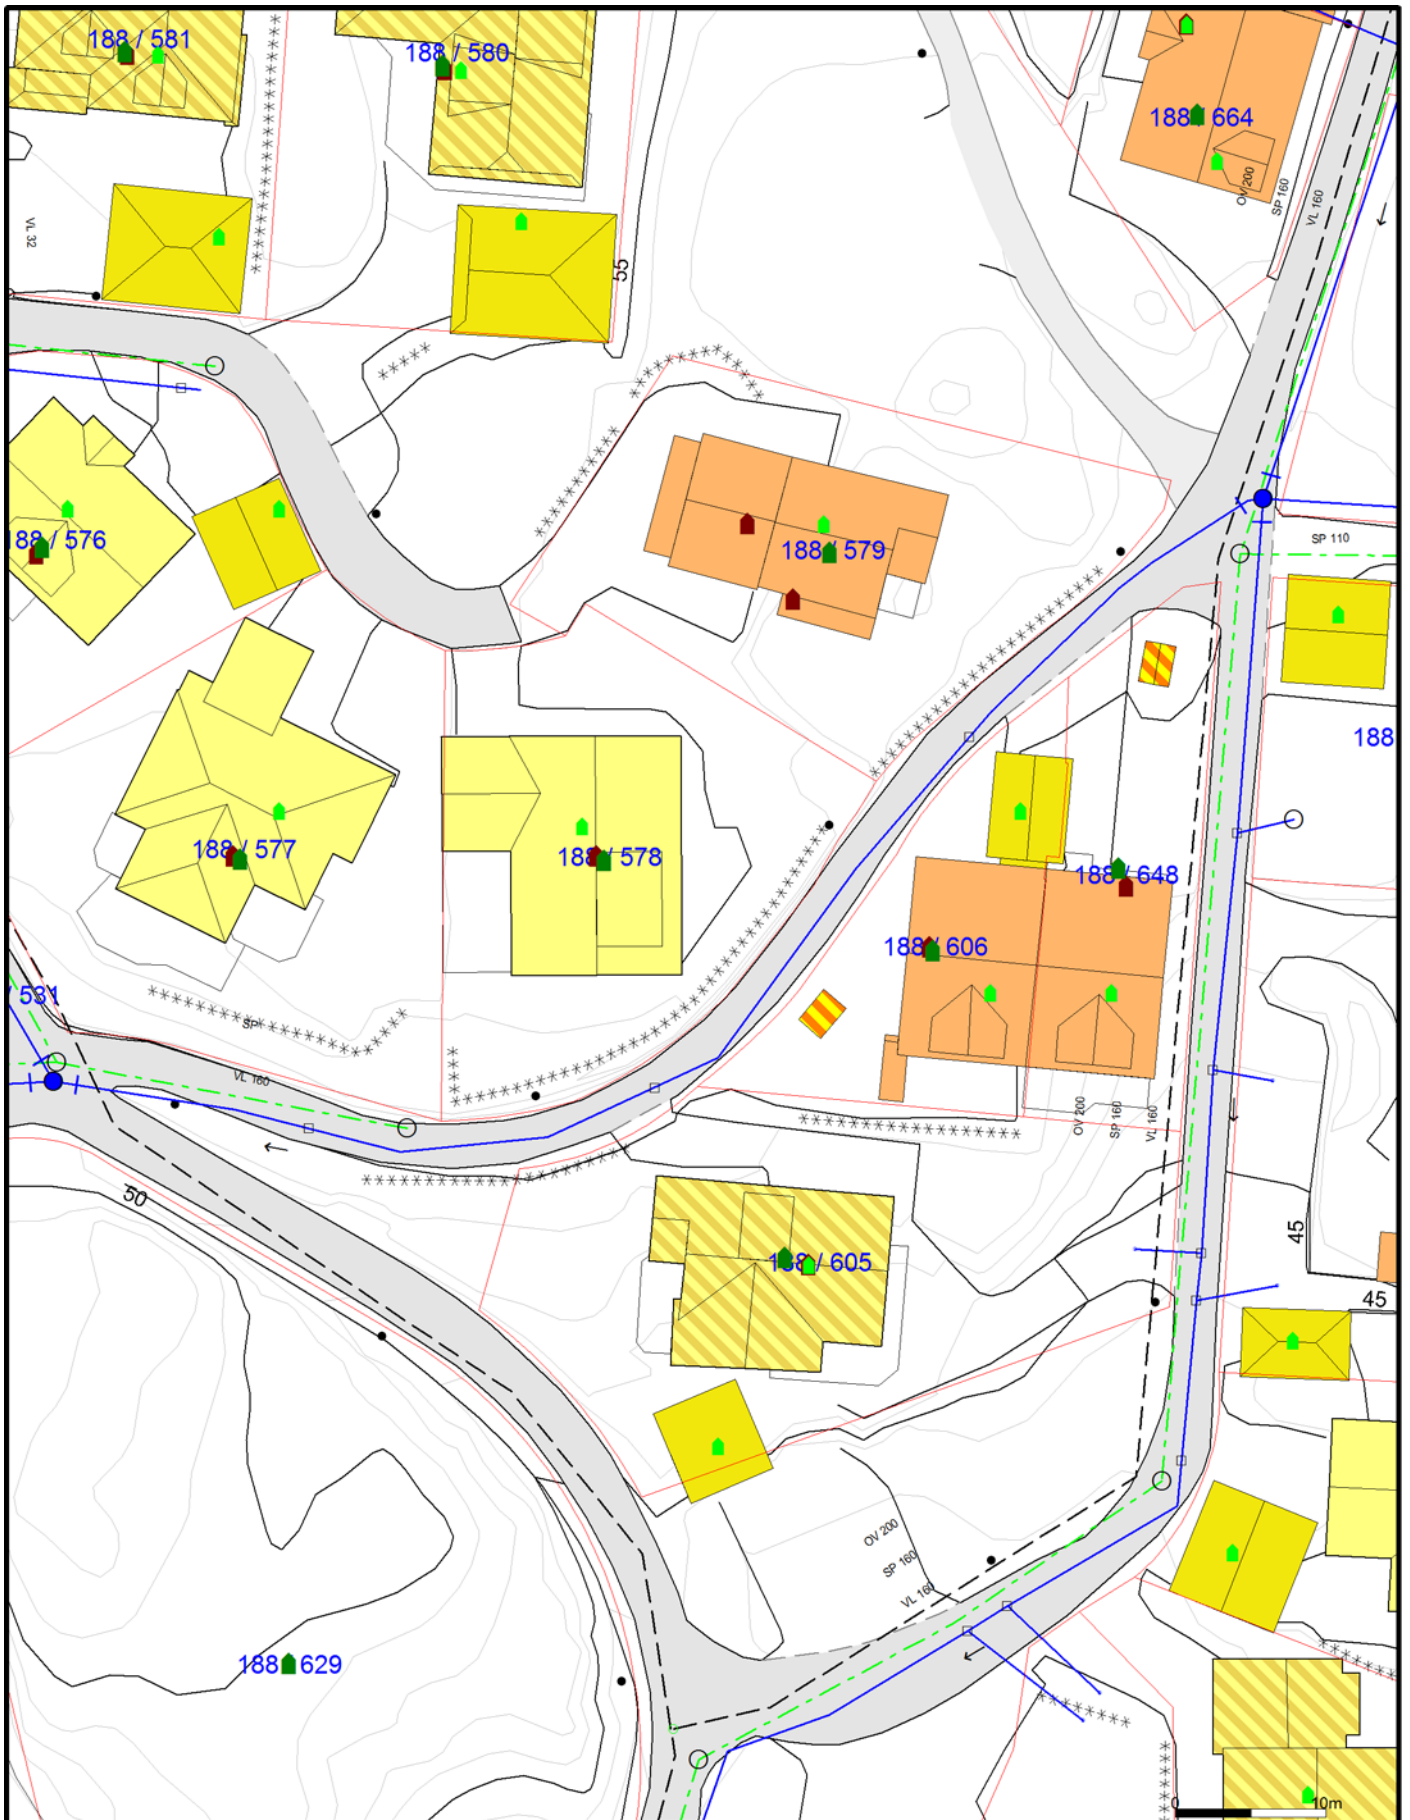 188 / 581
188 / 580
188 / 664
OV 200
SP 160
VL 160
VL 32
55
188 / 576
188 / 579
SP 110
188
188 / 577
188 / 578
188 / 648
188 / 606
/ 531
SP
VL 160
OV 200
SP 160
VL 160
50
45
188 / 605
45
OV 200
SP 160
VL 160
188 / 629
0 10m